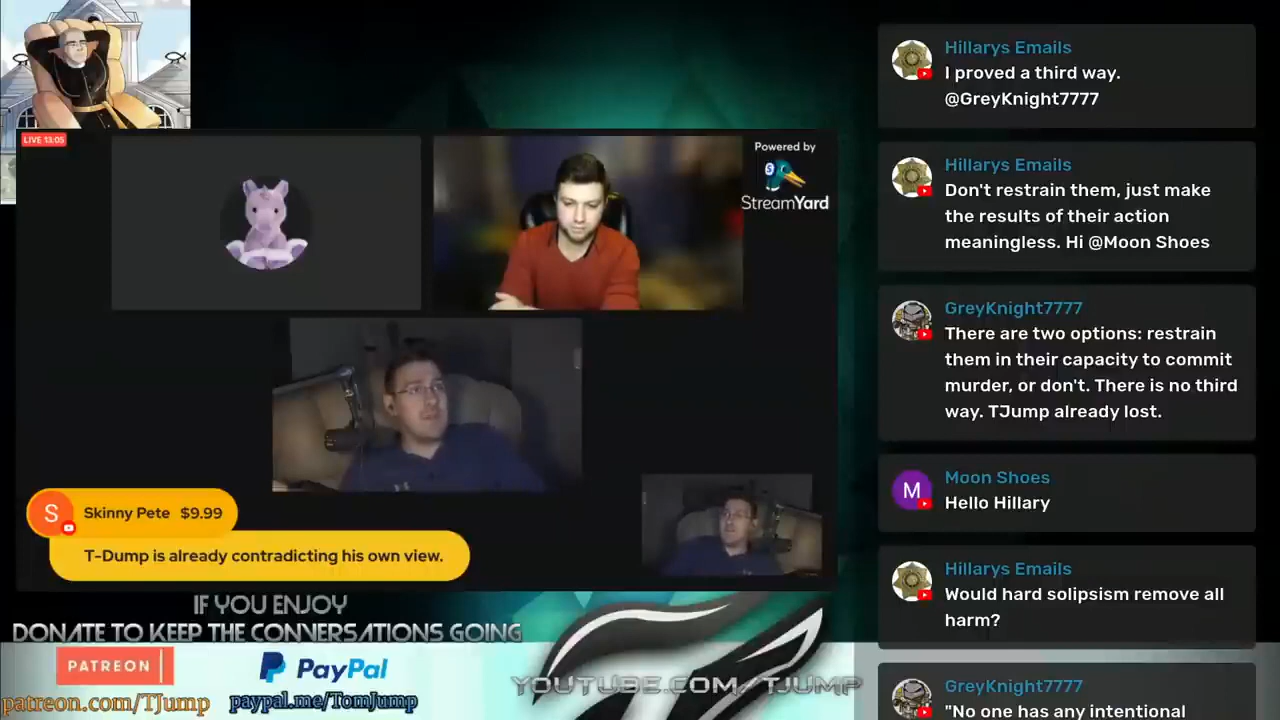 LIVE 13:05
Powered by
StreamYard
Skinny Pete $9.99
T-Dump is already contradicting his own view.
IF YOU ENJOY
DONATE TO KEEP THE CONVERSATIONS GOING
PATREON
PayPal
patreon.com/TJump
paypal.me/TomJump
YOUTUBE.COM/TJUMP
Hillarys Emails
I proved a third way.
@GreyKnight7777
Hillarys Emails
Don't restrain them, just make
the results of their action
meaningless. Hi @Moon Shoes
GreyKnight7777
There are two options: restrain
them in their capacity to commit
murder, or don't. There is no third
way. TJump already lost.
M
Moon Shoes
Hello Hillary
Hillarys Emails
Would hard solipsism remove all
harm?
GreyKnight7777
"No one has any intentional
S